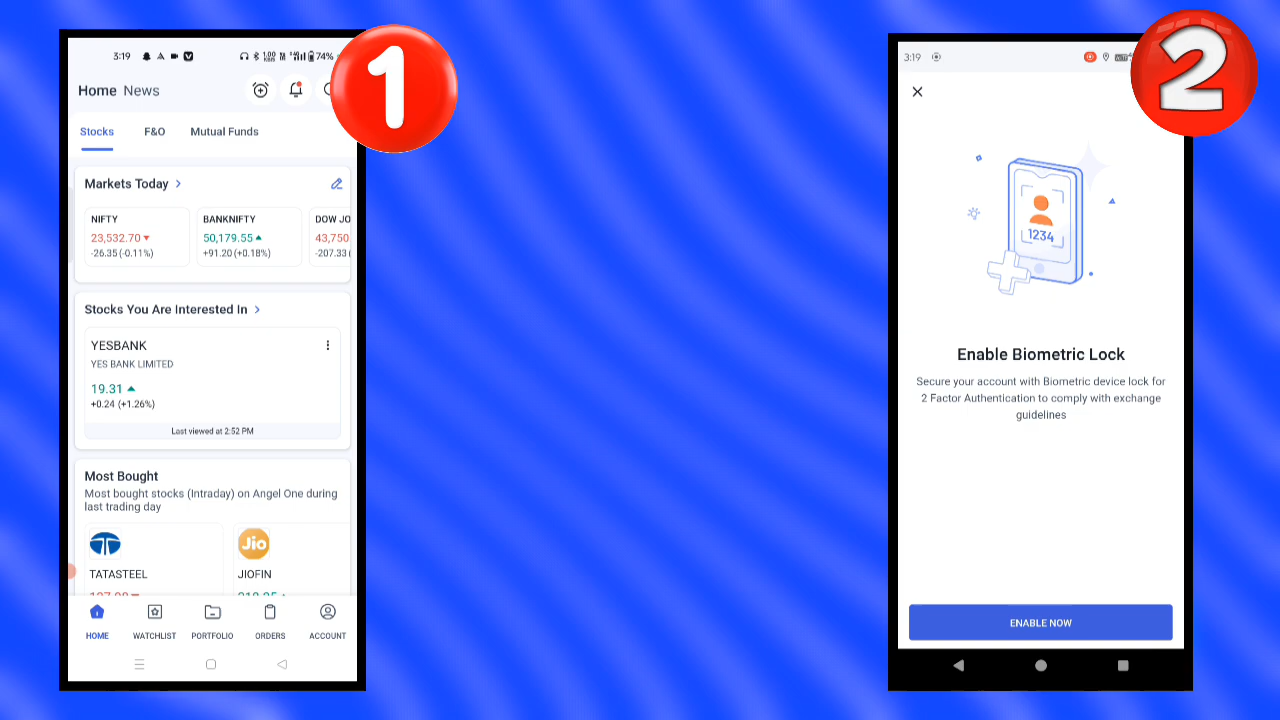 1
3:19
74%
Home News
Stocks F&O Mutual Funds
Markets Today
NIFTY
23,532.70
-26.35 (-0.11%)
BANKNIFTY
50,179.55
+91.20 (+0.18%)
DOW JO
43,750
-207.33 (
Stocks You Are Interested In
YESBANK
YES BANK LIMITED
19.31
+0.24 (+1.26%)
Last viewed at 2:52 PM
Most Bought
Most bought stocks (Intraday) on Angel One during
last trading day
TATASTEEL
Jio
JIOFIN
HOME WATCHLIST PORTFOLIO ORDERS ACCOUNT
2
3:19
1234
Enable Biometric Lock
Secure your account with Biometric device lock for
2 Factor Authentication to comply with exchange
guidelines
ENABLE NOW